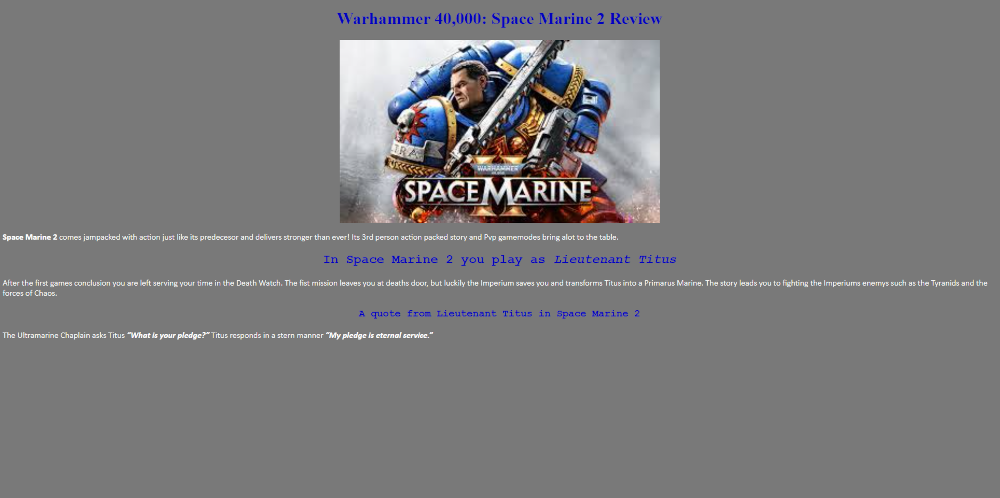 Warhammer 40,000: Space Marine 2 Review
WARHAMMER
SPACE MARINE
II
Space Marine 2 comes jampacked with action just like its predecesor and delivers stronger than ever! Its 3rd person action packed story and Pvp gamemodes bring alot to the table.
In Space Marine 2 you play as Lieutenant Titus
After the first games conclusion you are left serving your time in the Death Watch. The fist mission leaves you at deaths door, but luckily the Imperium saves you and transforms Titus into a Primarus Marine. The story leads you to fighting the Imperiums enemys such as the Tyranids and the
forces of Chaos.
A quote from Lieutenant Titus in Space Marine 2
The Ultramarine Chaplain asks Titus “What is your pledge?” Titus responds in a stern manner “My pledge is eternal service.”